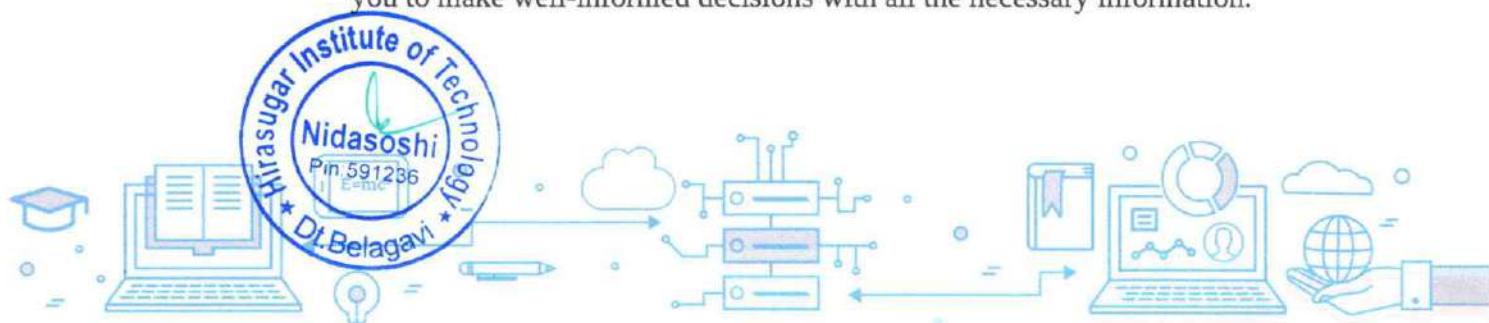 you to make well-informed decisions with all the necessary information.
Hirasugar Institute of Technology
Nidasoshi
Pin:591236
E=mc
★ Dt.Belagavi ★